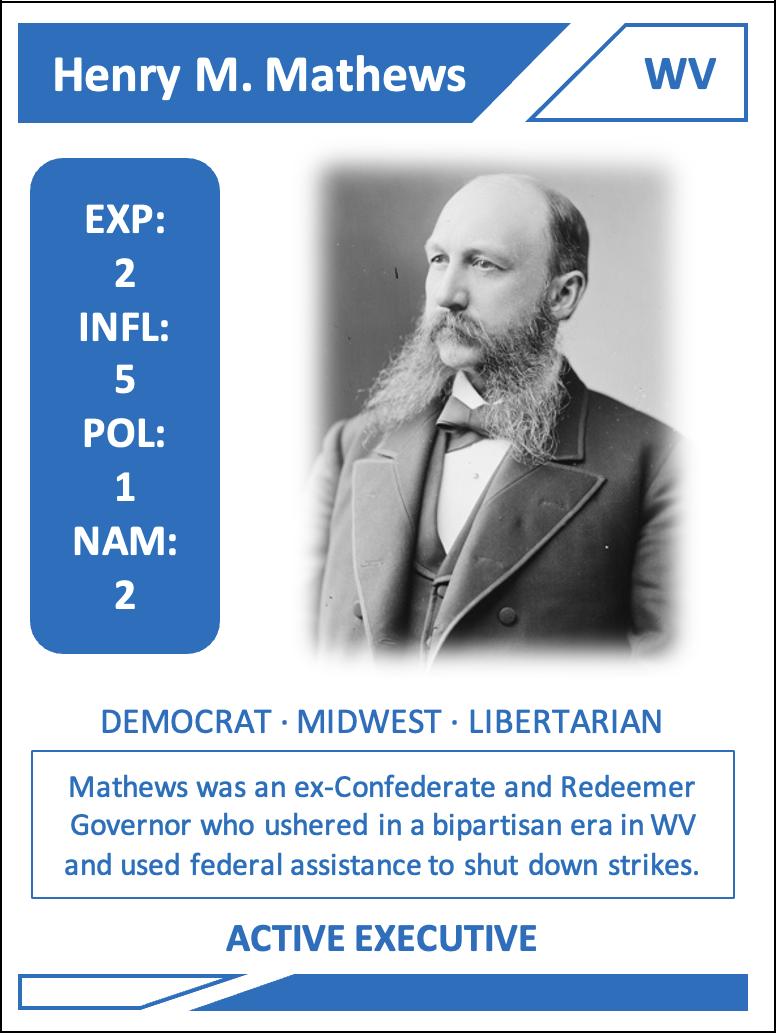 Henry M. Mathews
WV
EXP:
2
INFL:
5
POL:
1
NAM:
2
DEMOCRAT · MIDWEST · LIBERTARIAN
Mathews was an ex-Confederate and Redeemer
Governor who ushered in a bipartisan era in WV
and used federal assistance to shut down strikes.
ACTIVE EXECUTIVE